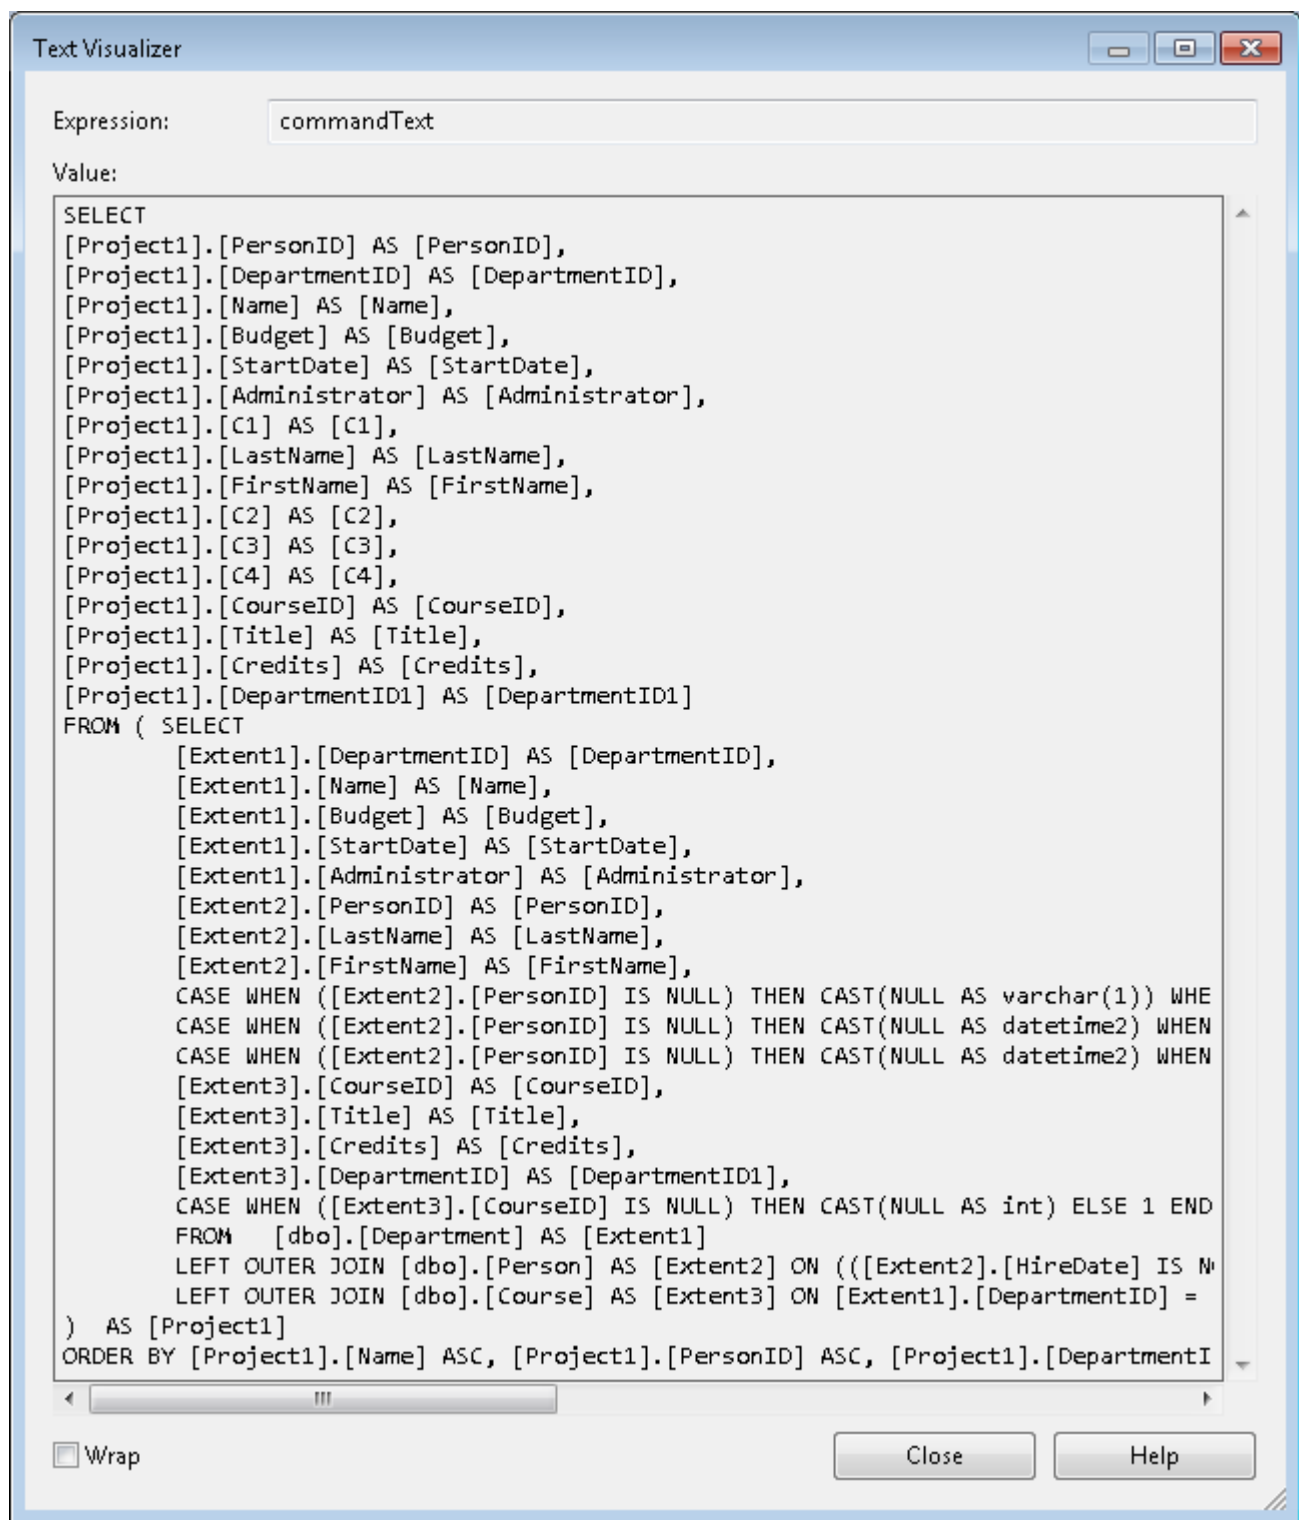 Text Visualizer
Expression: commandText
Value:
SELECT
[Project1].[PersonID] AS [PersonID],
[Project1].[DepartmentID] AS [DepartmentID],
[Project1].[Name] AS [Name],
[Project1].[Budget] AS [Budget],
[Project1].[StartDate] AS [StartDate],
[Project1].[Administrator] AS [Administrator],
[Project1].[C1] AS [C1],
[Project1].[LastName] AS [LastName],
[Project1].[FirstName] AS [FirstName],
[Project1].[C2] AS [C2],
[Project1].[C3] AS [C3],
[Project1].[C4] AS [C4],
[Project1].[CourseID] AS [CourseID],
[Project1].[Title] AS [Title],
[Project1].[Credits] AS [Credits],
[Project1].[DepartmentID1] AS [DepartmentID1]
FROM ( SELECT
[Extent1].[DepartmentID] AS [DepartmentID],
[Extent1].[Name] AS [Name],
[Extent1].[Budget] AS [Budget],
[Extent1].[StartDate] AS [StartDate],
[Extent1].[Administrator] AS [Administrator],
[Extent2].[PersonID] AS [PersonID],
[Extent2].[LastName] AS [LastName],
[Extent2].[FirstName] AS [FirstName],
CASE WHEN ([Extent2].[PersonID] IS NULL) THEN CAST(NULL AS varchar(1)) WHE
CASE WHEN ([Extent2].[PersonID] IS NULL) THEN CAST(NULL AS datetime2) WHEN
CASE WHEN ([Extent2].[PersonID] IS NULL) THEN CAST(NULL AS datetime2) WHEN
[Extent3].[CourseID] AS [CourseID],
[Extent3].[Title] AS [Title],
[Extent3].[Credits] AS [Credits],
[Extent3].[DepartmentID] AS [DepartmentID1],
CASE WHEN ([Extent3].[CourseID] IS NULL) THEN CAST(NULL AS int) ELSE 1 END
FROM [dbo].[Department] AS [Extent1]
LEFT OUTER JOIN [dbo].[Person] AS [Extent2] ON (([Extent2].[HireDate] IS N
LEFT OUTER JOIN [dbo].[Course] AS [Extent3] ON [Extent1].[DepartmentID] =
) AS [Project1]
ORDER BY [Project1].[Name] ASC, [Project1].[PersonID] ASC, [Project1].[DepartmentI
Wrap Close Help